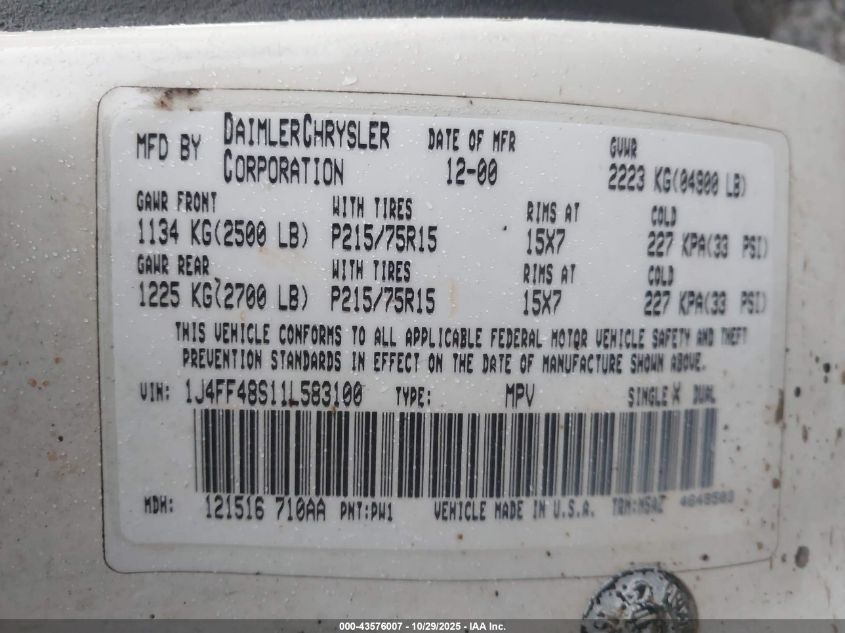 MFD BY DAIMLERCHRYSLER CORPORATION DATE OF MFR 12-00 GVWR 2223 KG(04900 LB)
GAWR FRONT WITH TIRES RIMS AT COLD
1134 KG(2500 LB) P215/75R15 15X7 227 KPA(33 PSI)
GAWR REAR WITH TIRES RIMS AT COLD
1225 KG(2700 LB) P215/75R15 15X7 227 KPA(33 PSI)
THIS VEHICLE CONFORMS TO ALL APPLICABLE FEDERAL MOTOR VEHICLE SAFETY AND THEFT
PREVENTION STANDARDS IN EFFECT ON THE DATE OF MANUFACTURE SHOWN ABOVE.
VIN: 1J4FF48S11L583100 TYPE: MPV SINGLE X DUAL
MDH: 121516 710AA PNT:PW1 VEHICLE MADE IN U.S.A. TRM:NSAZ 4648503
000-43576007 | 10/29/2025 | IAA Inc.